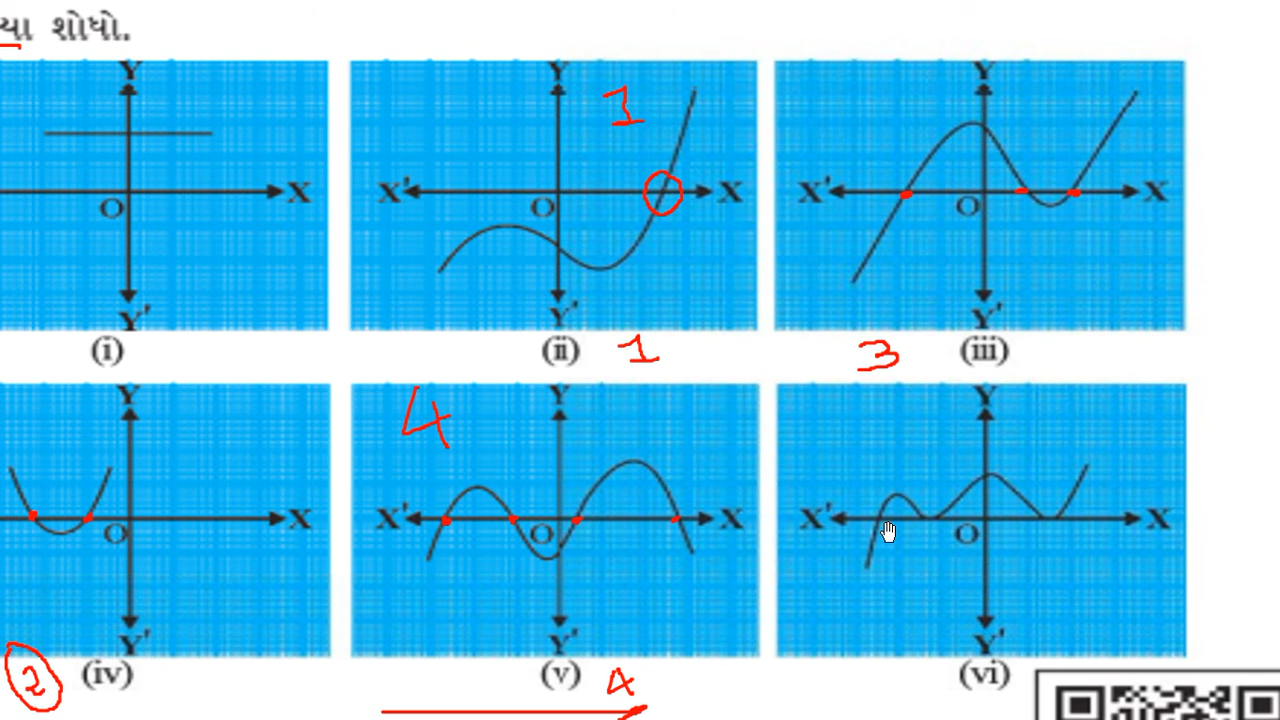 યા શોધો.
Y Y Y
1
X X' X X' X
O O O
Y' Y' Y'
(i) (ii) 1 3 (iii)
Y 4 Y Y
X X' X X' X
O O O
Y' Y' Y'
2 (iv) (v) 4 (vi)